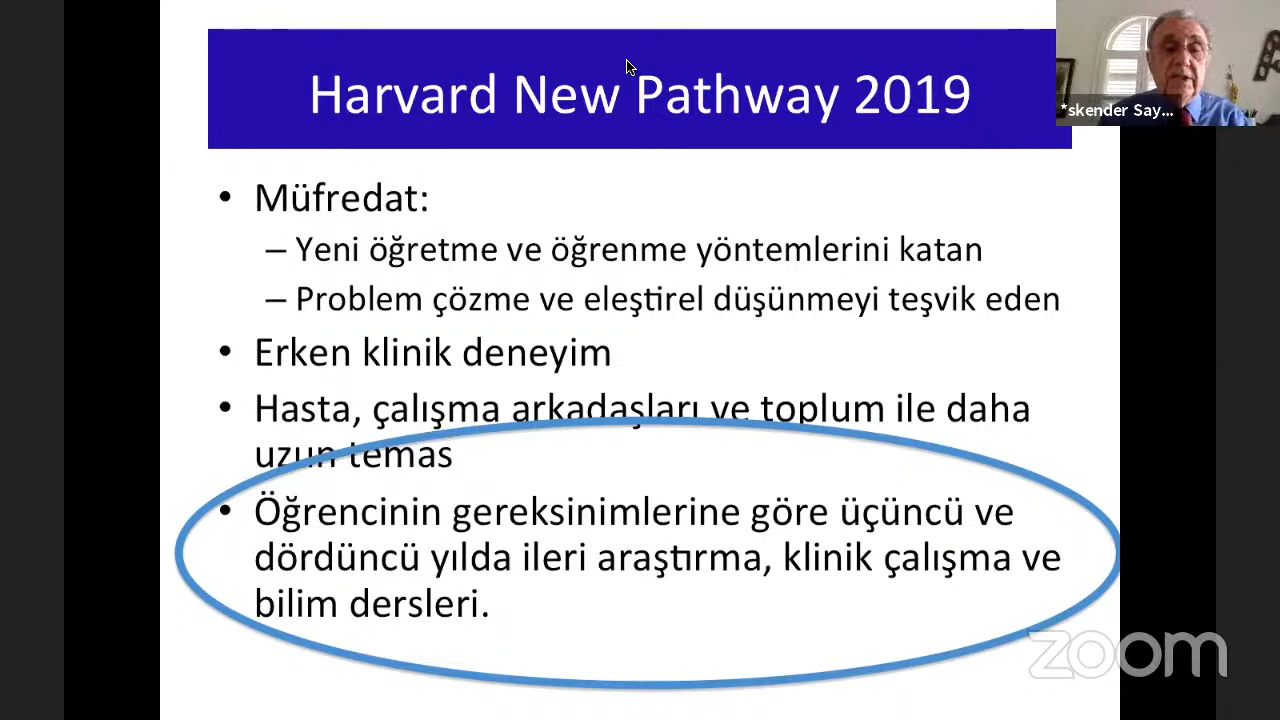 Harvard New Pathway 2019
*skender Say...
• Müfredat:
– Yeni öğretme ve öğrenme yöntemlerini katan
– Problem çözme ve eleştirel düşünmeyi teşvik eden
• Erken klinik deneyim
• Hasta, çalışma arkadaşları ve toplum ile daha
uzun temas
• Öğrencinin gereksinimlerine göre üçüncü ve
dördüncü yılda ileri araştırma, klinik çalışma ve
bilim dersleri.
zoom